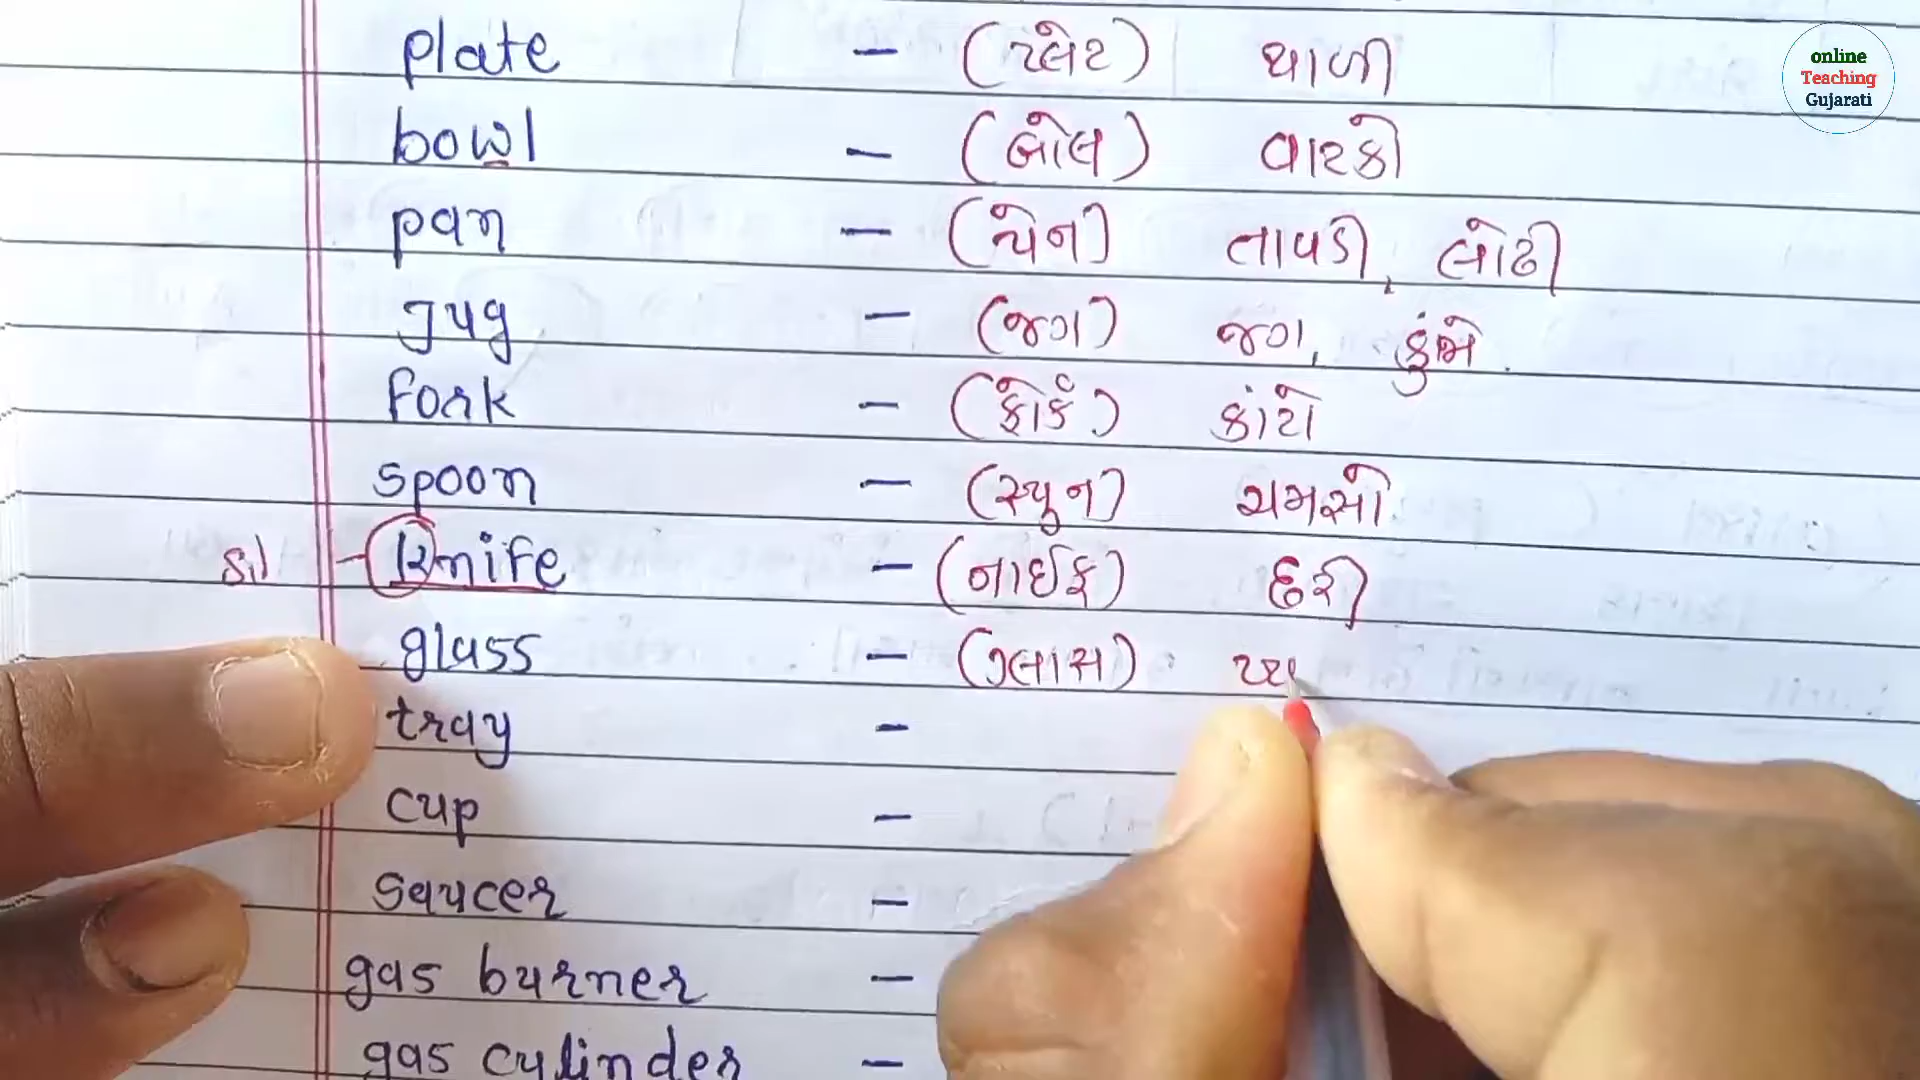 online
Teaching
Gujarati
plate - (પ્લેટ) થાળી
bowl - (બોલ) વાટકો
pan - (પેન) તાવડી, લોઢી
Jug - (જગ) જગ, કુંજો.
Fork - (ફોર્ક) કાંટો
spoon - (સ્પુન) ચમચો
sil - knife - (નાઈફ) છરી
glass - (ગ્લાસ)
tray -
cup -
saucer -
gas burner -
gas cylinder -